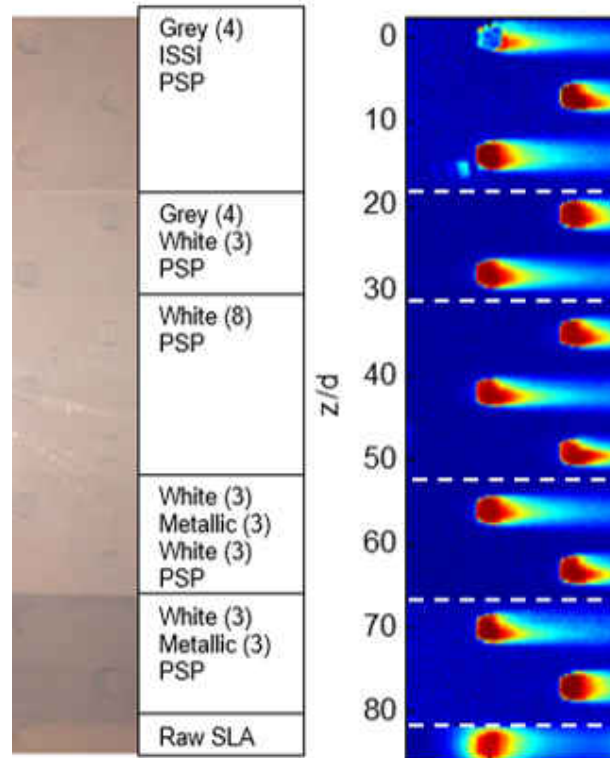 Grey (4)
ISSI
PSP
Grey (4)
White (3)
PSP
White (8)
PSP
White (3)
Metallic (3)
White (3)
PSP
White (3)
Metallic (3)
PSP
Raw SLA
z/d
0
10
20
30
40
50
60
70
80